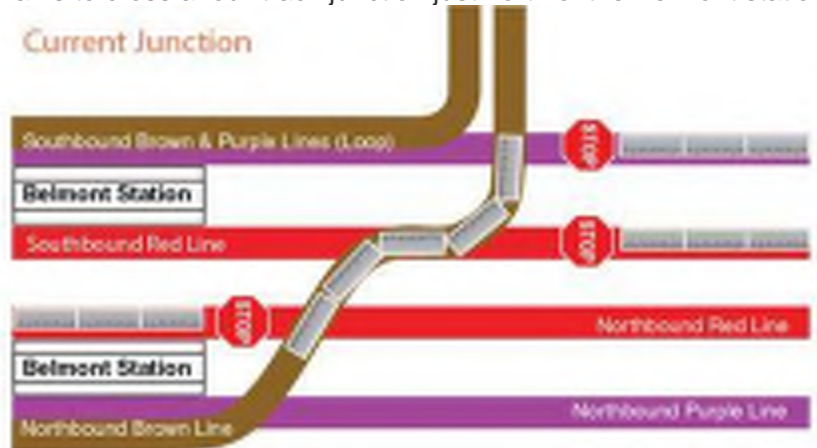 Current Junction
Southbound Brown & Purple Lines (Loop)
STOP
Belmont Station
Southbound Red Line
STOP
STOP
Northbound Red Line
Belmont Station
Northbound Purple Line
Northbound Brown Line